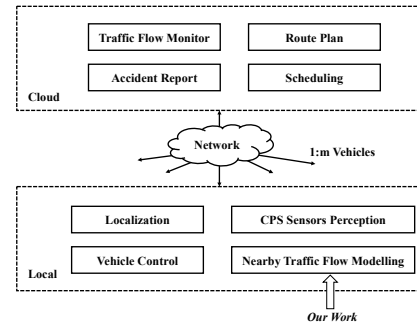 Traffic Flow Monitor
Route Plan
Accident Report
Scheduling
Cloud
Network
1:m Vehicles
Localization
CPS Sensors Perception
Vehicle Control
Nearby Traffic Flow Modelling
Local
Our Work